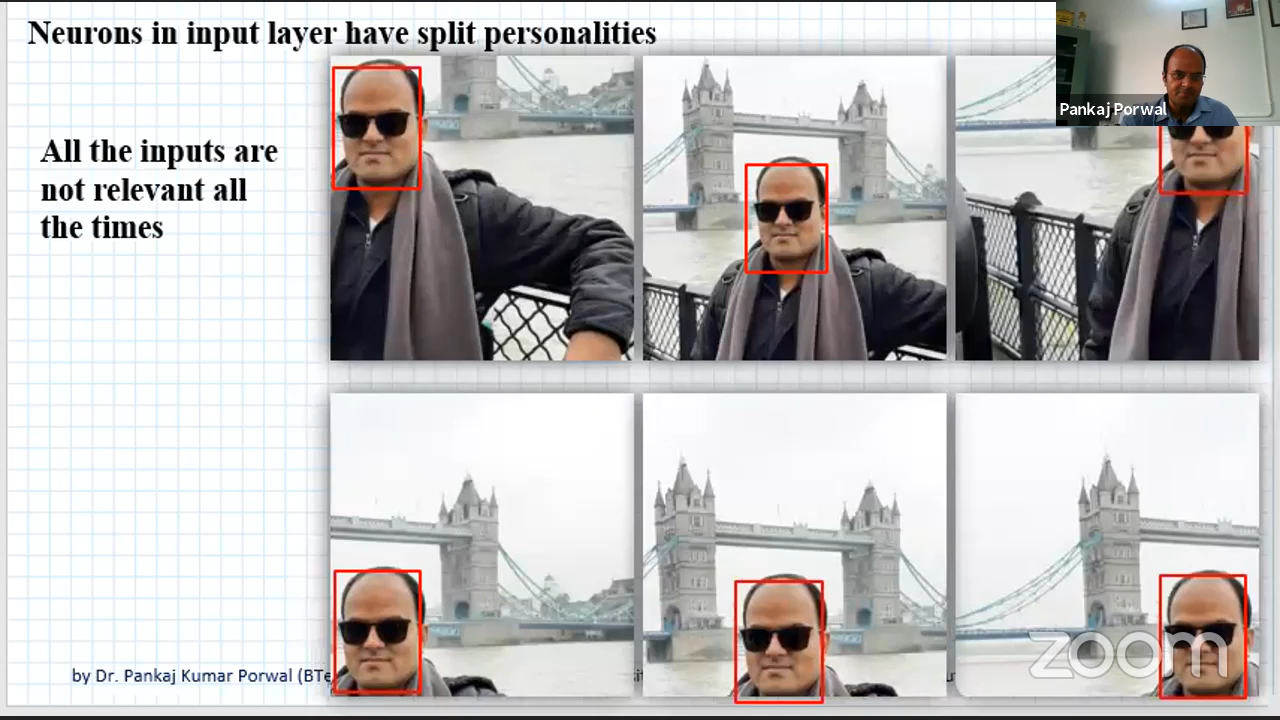 Neurons in input layer have split personalities
Pankaj Porwal
All the inputs are
not relevant all
the times
by Dr. Pankaj Kumar Porwal (BTe
zoom